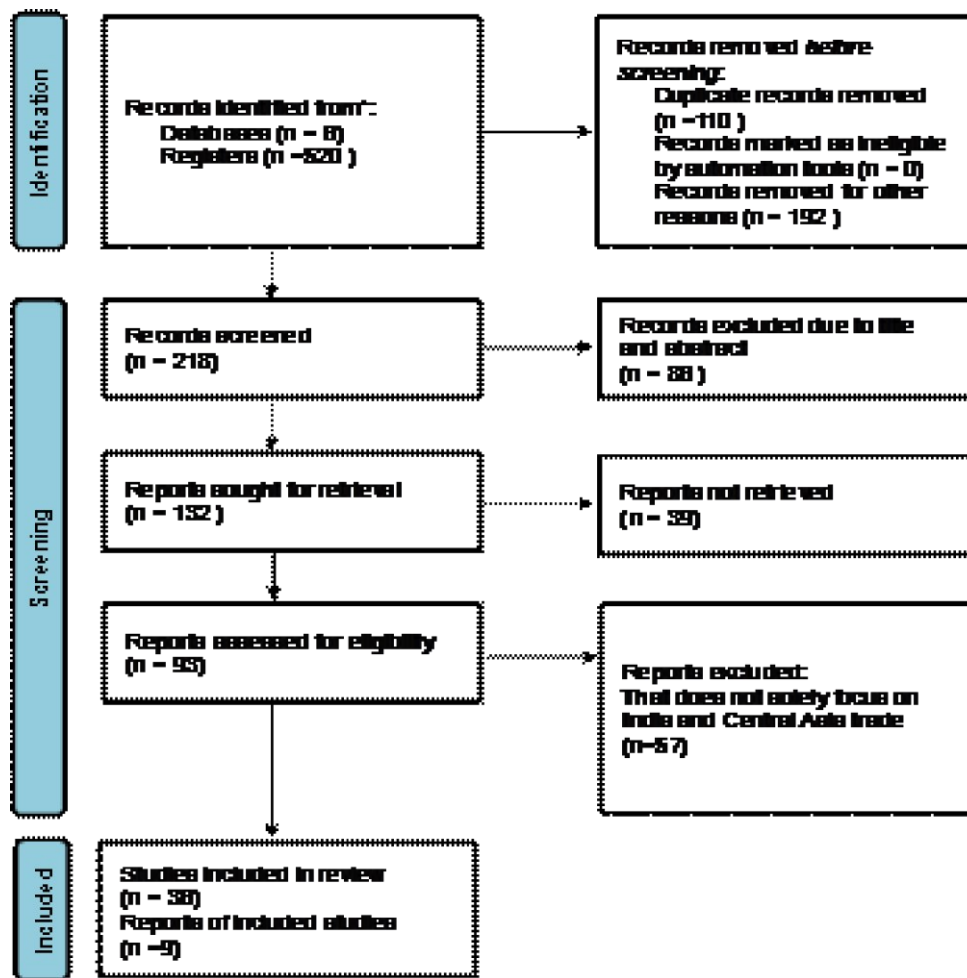 Identification
Records identified from*:
Databases (n = 6)
Registers (n =520 )
Records removed before
screening:
Duplicate records removed
(n =110 )
Records marked as ineligible
by automation tools (n = 0)
Records removed for other
reasons (n = 192 )
Screening
Records screened
(n = 218)
Records excluded due to title
and abstract
(n = 86 )
Reports sought for retrieval
(n = 132 )
Reports not retrieved
(n = 39)
Reports assessed for eligibility
(n = 93)
Reports excluded:
That does not solely focus on
India and Central Asia trade
(n=57)
Included
Studies included in review
(n = 36)
Reports of included studies
(n =9)